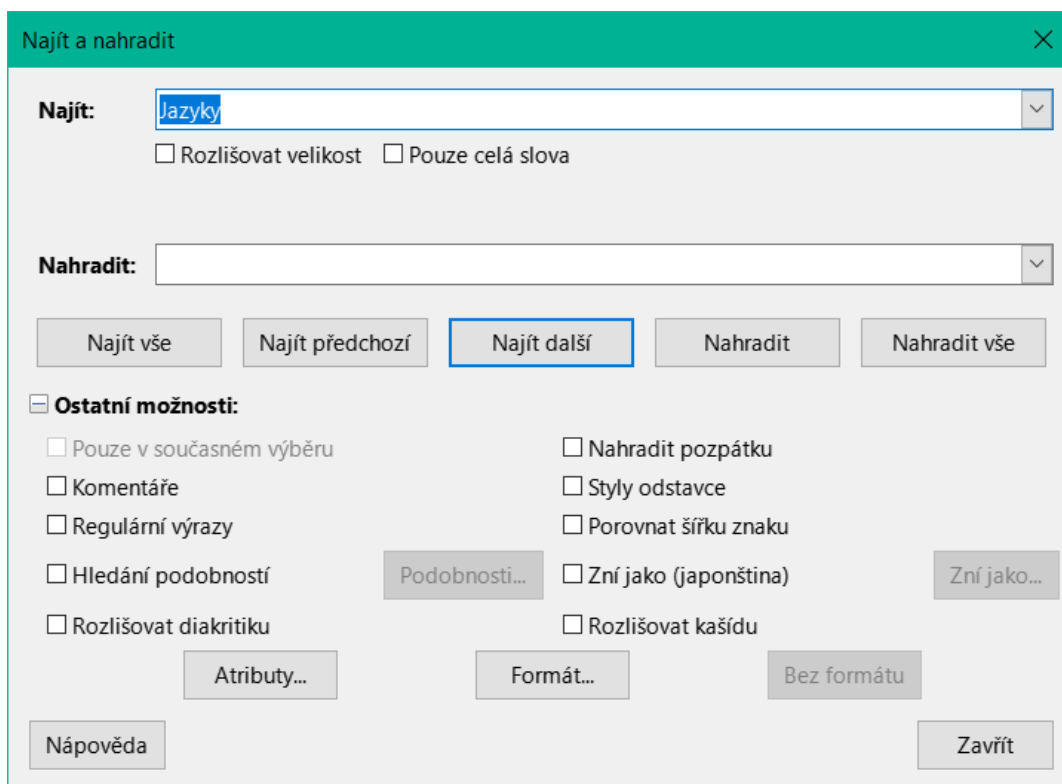 Najít a nahradit
Najít: Jazyky
Rozlišovat velikost Pouze celá slova
Nahradit:
Najít vše Najít předchozí Najít další Nahradit Nahradit vše
Ostatní možnosti:
Pouze v současném výběru Nahradit pozpátku
Komentáře Styly odstavce
Regulární výrazy Porovnat šířku znaku
Hledání podobností Podobnosti... Zní jako (japonština) Zní jako...
Rozlišovat diakritiku Rozlišovat kašídu
Atributy... Formát... Bez formátu
Nápověda Zavřít